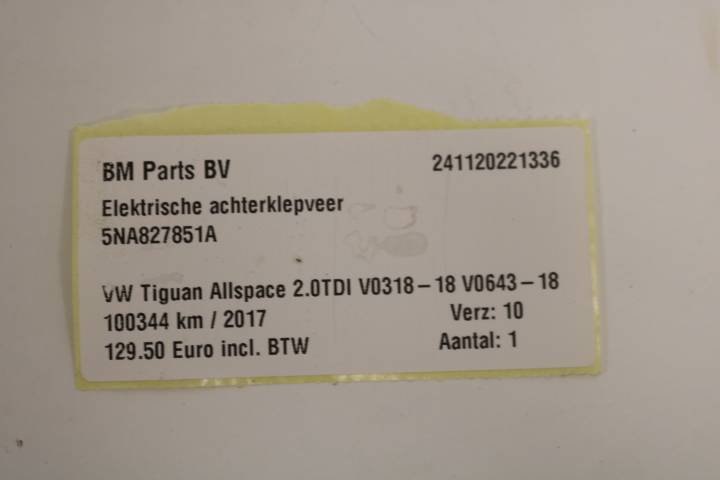 BM Parts BV 241120221336
Elektrische achterklepveer
5NA827851A
VW Tiguan Allspace 2.0TDI V0318-18 V0643-18
100344 km / 2017 Verz: 10
129.50 Euro incl. BTW Aantal: 1